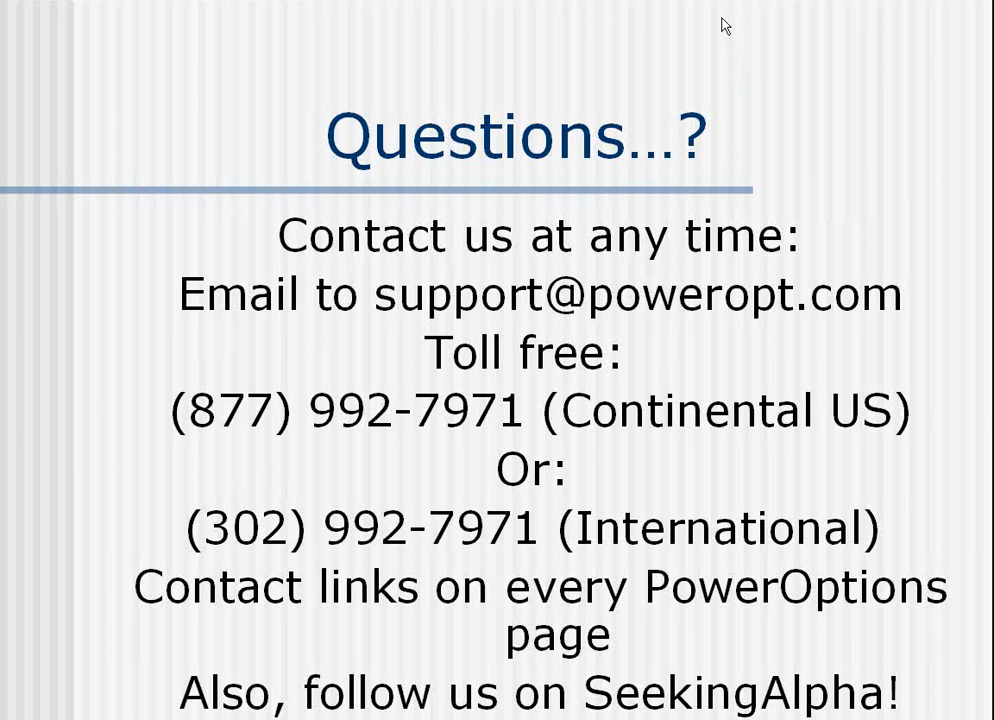 Questions...?
Contact us at any time:
Email to support@poweropt.com
Toll free:
(877) 992-7971 (Continental US)
Or:
(302) 992-7971 (International)
Contact links on every PowerOptions
page
Also, follow us on SeekingAlpha!